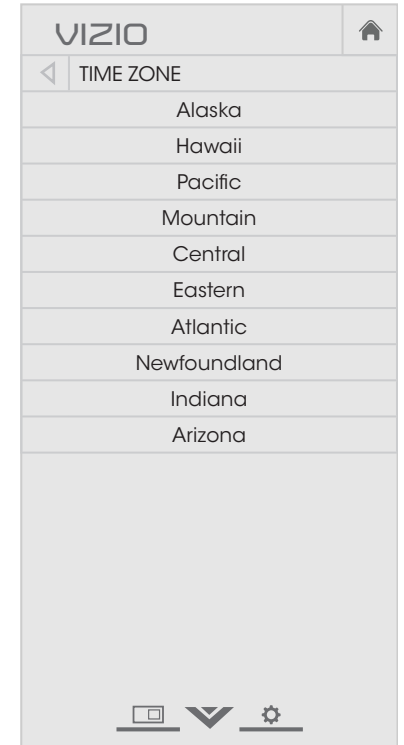 VIZIO
TIME ZONE
Alaska
Hawaii
Pacific
Mountain
Central
Eastern
Atlantic
Newfoundland
Indiana
Arizona